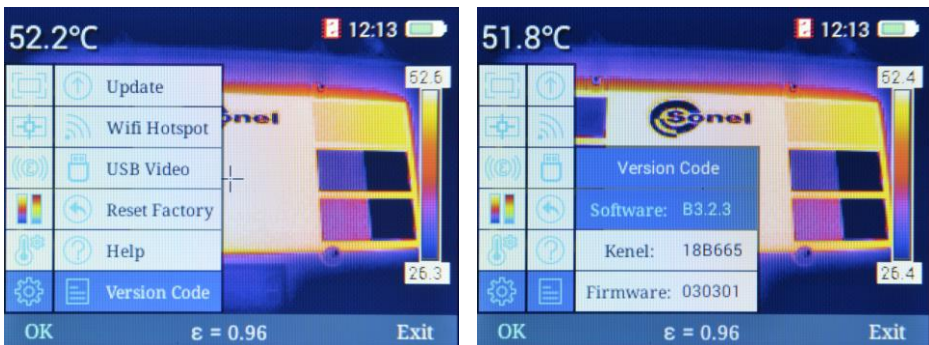 52.2°C
12:13
52.6
Update
Wifi Hotspot
Sonel
USB Video
Reset Factory
Help
Version Code
26.3
OK
ε = 0.96
Exit
51.8°C
12:13
52.4
Sonel
Version Code
Software: B3.2.3
Kenel: 18B665
Firmware: 030301
26.4
OK
ε = 0.96
Exit